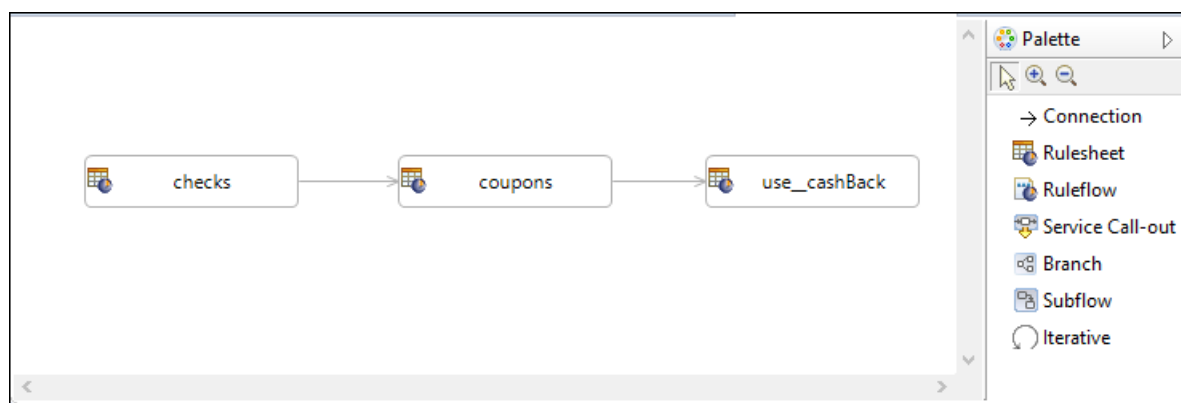 checks
coupons
use__cashBack
Palette
Connection
Rulesheet
Ruleflow
Service Call-out
Branch
Subflow
Iterative